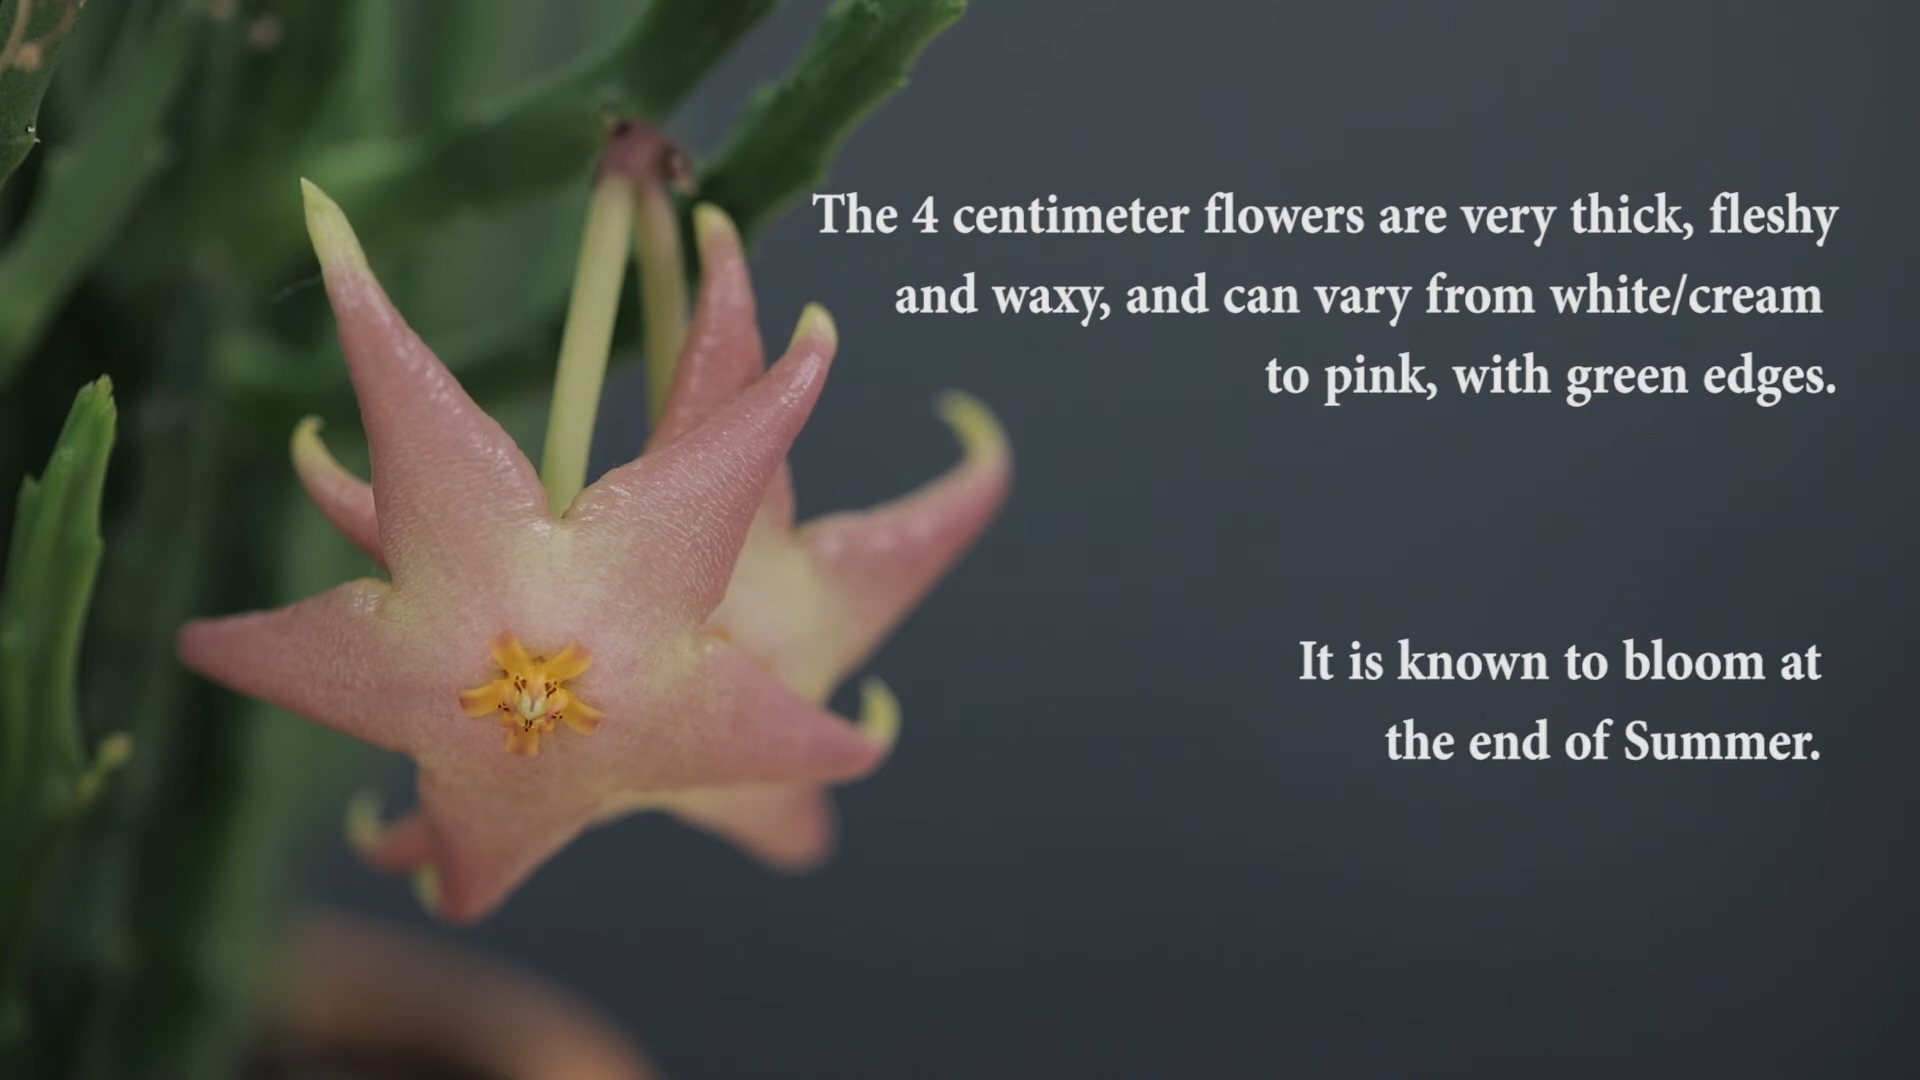 The 4 centimeter flowers are very thick, fleshy
and waxy, and can vary from white/cream
to pink, with green edges.
It is known to bloom at
the end of Summer.